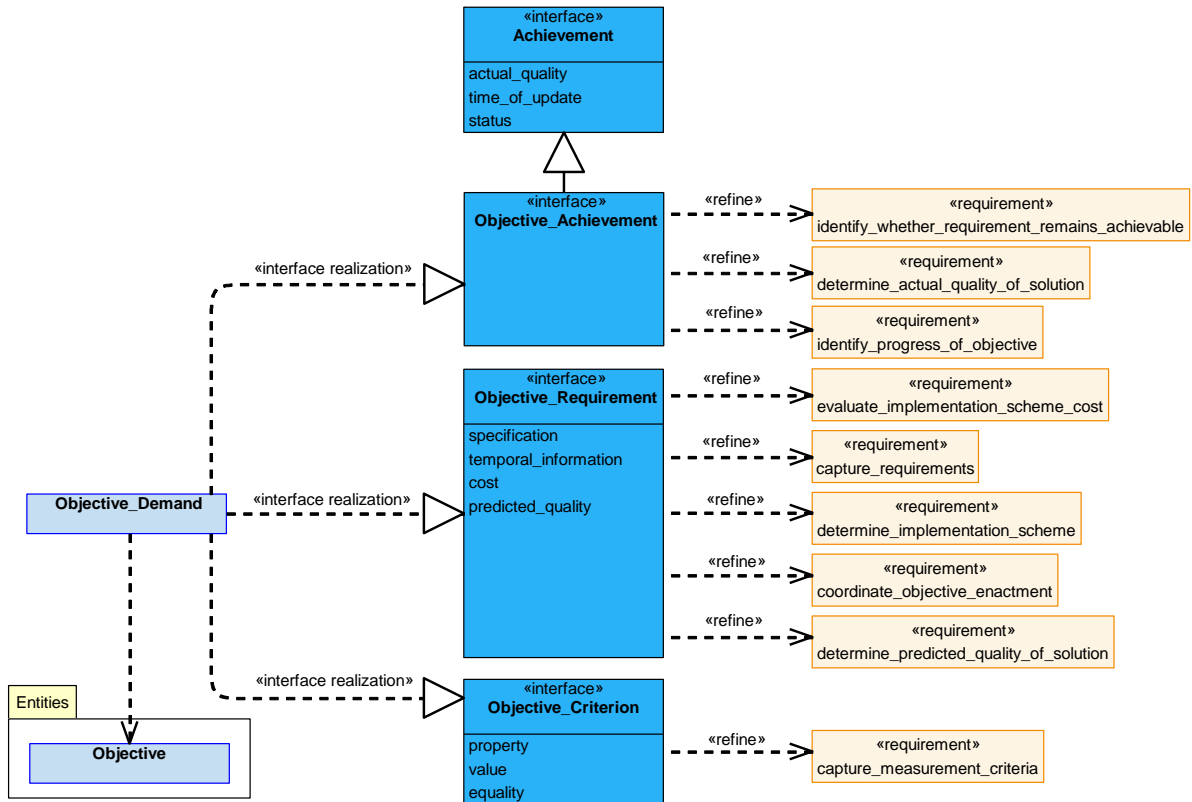 «interface»
Achievement
actual_quality
time_of_update
status
«interface»
Objective_Achievement
«refine»
«requirement»
identify_whether_requirement_remains_achievable
«refine»
«requirement»
determine_actual_quality_of_solution
«interface realization»
«refine»
«requirement»
identify_progress_of_objective
«interface»
Objective_Requirement
specification
temporal_information
cost
predicted_quality
«refine»
«requirement»
evaluate_implementation_scheme_cost
«refine»
«requirement»
capture_requirements
Objective_Demand
«interface realization»
«refine»
«requirement»
determine_implementation_scheme
«refine»
«requirement»
coordinate_objective_enactment
«refine»
«requirement»
determine_predicted_quality_of_solution
«interface realization»
«interface»
Objective_Criterion
property
value
equality
«refine»
«requirement»
capture_measurement_criteria
Entities
Objective